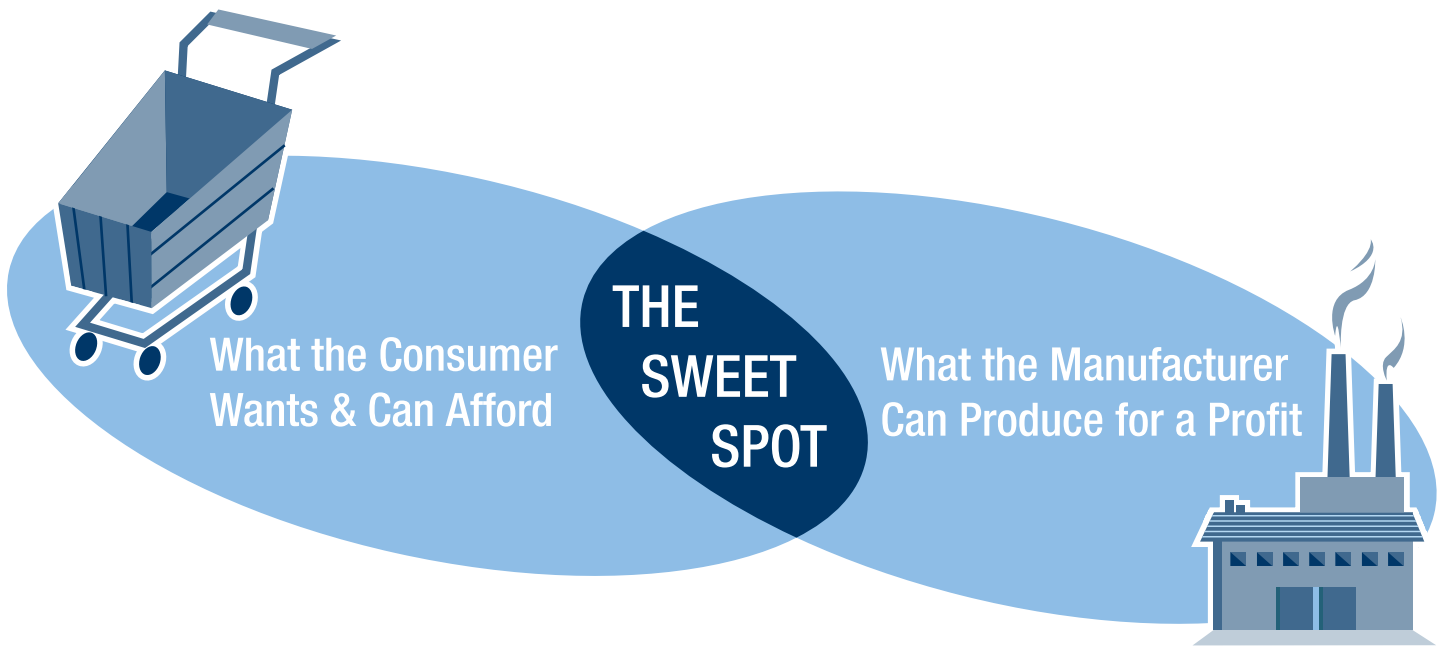 What the Consumer
Wants & Can Afford
THE
SWEET
SPOT
What the Manufacturer
Can Produce for a Profit